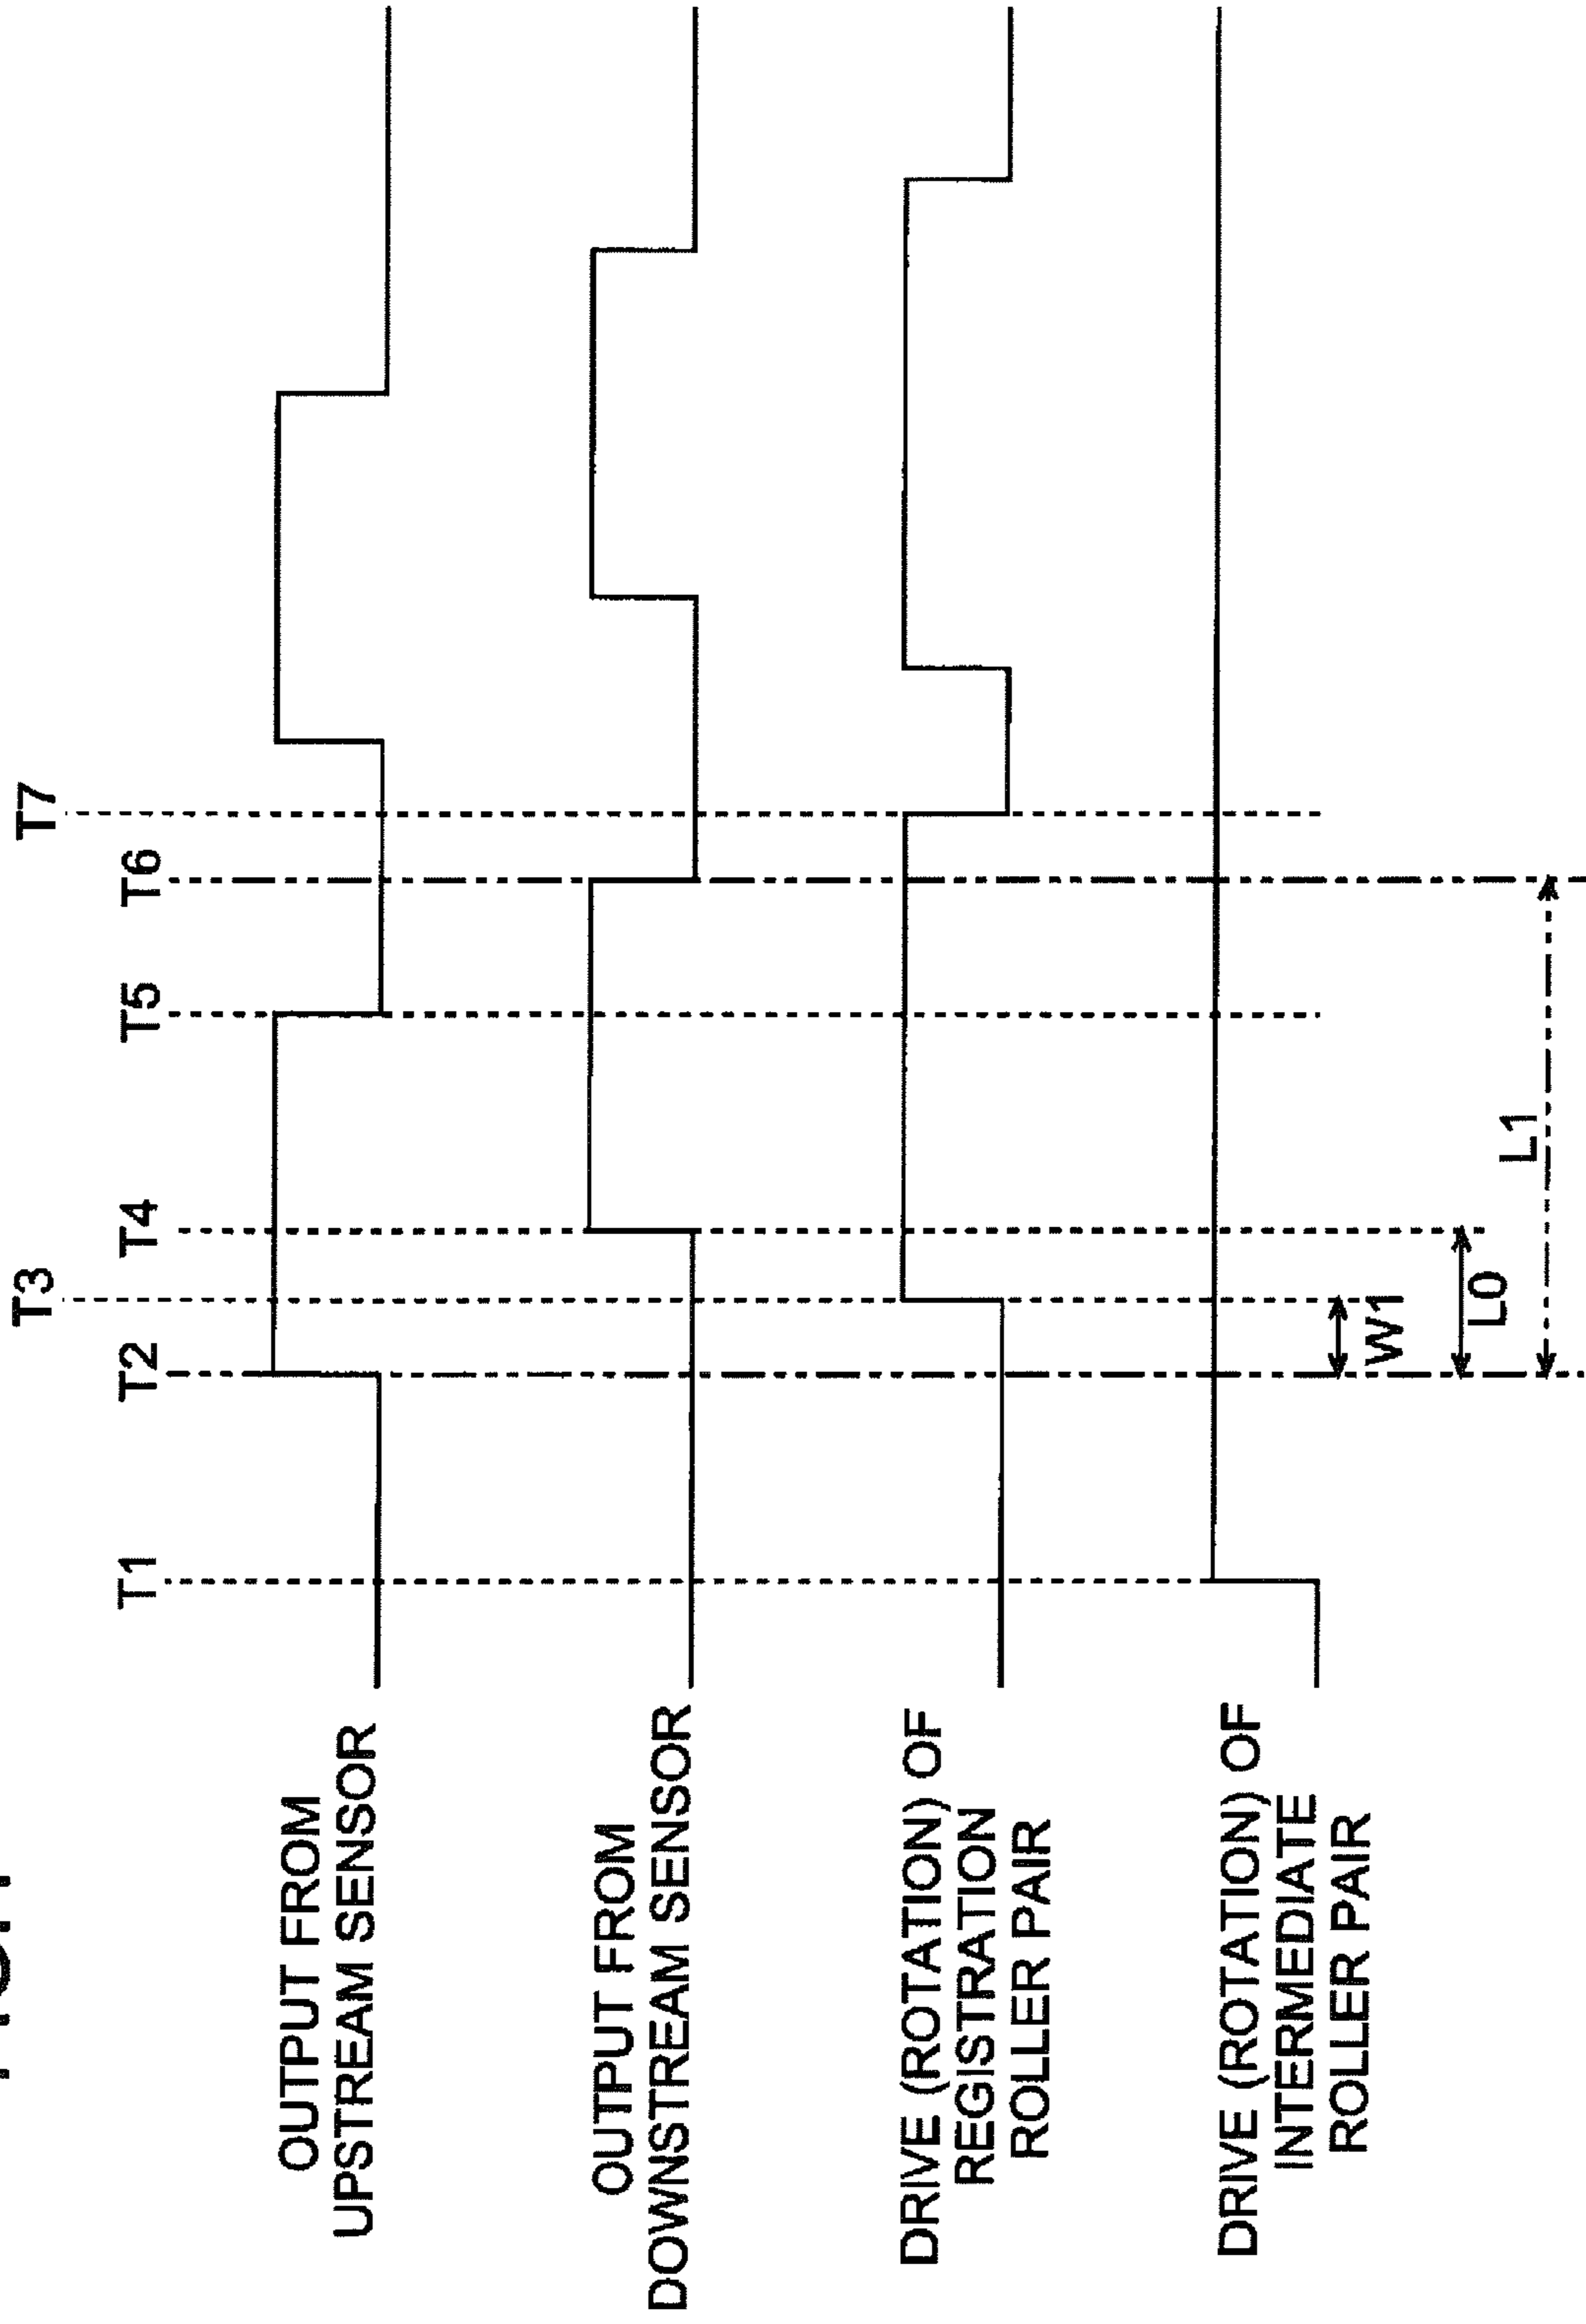 T3
T7
T1
T2
T4
T5
T6
OUTPUT FROM
UPSTREAM SENSOR
OUTPUT FROM
DOWNSTREAM SENSOR
DRIVE (ROTATION) OF
REGISTRATION
ROLLER PAIR
DRIVE (ROTATION) OF
INTERMEDIATE
ROLLER PAIR
W1
L0
L1